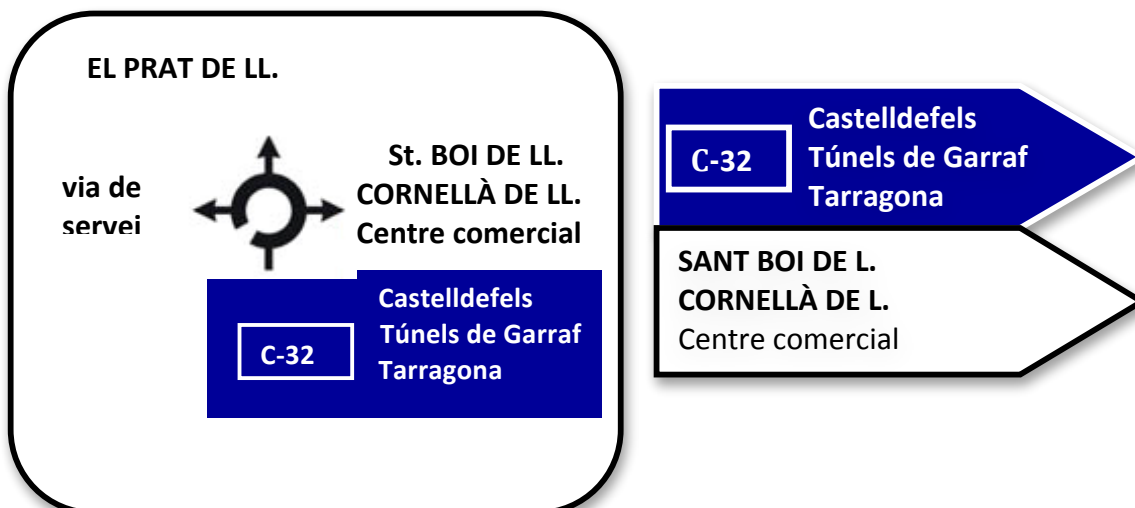 EL PRAT DE LL.
via de
servei
St. BOI DE LL.
CORNELLÀ DE LL.
Centre comercial
C-32
Castelldefels
Túnels de Garraf
Tarragona
C-32
Castelldefels
Túnels de Garraf
Tarragona
SANT BOI DE L.
CORNELLÀ DE L.
Centre comercial